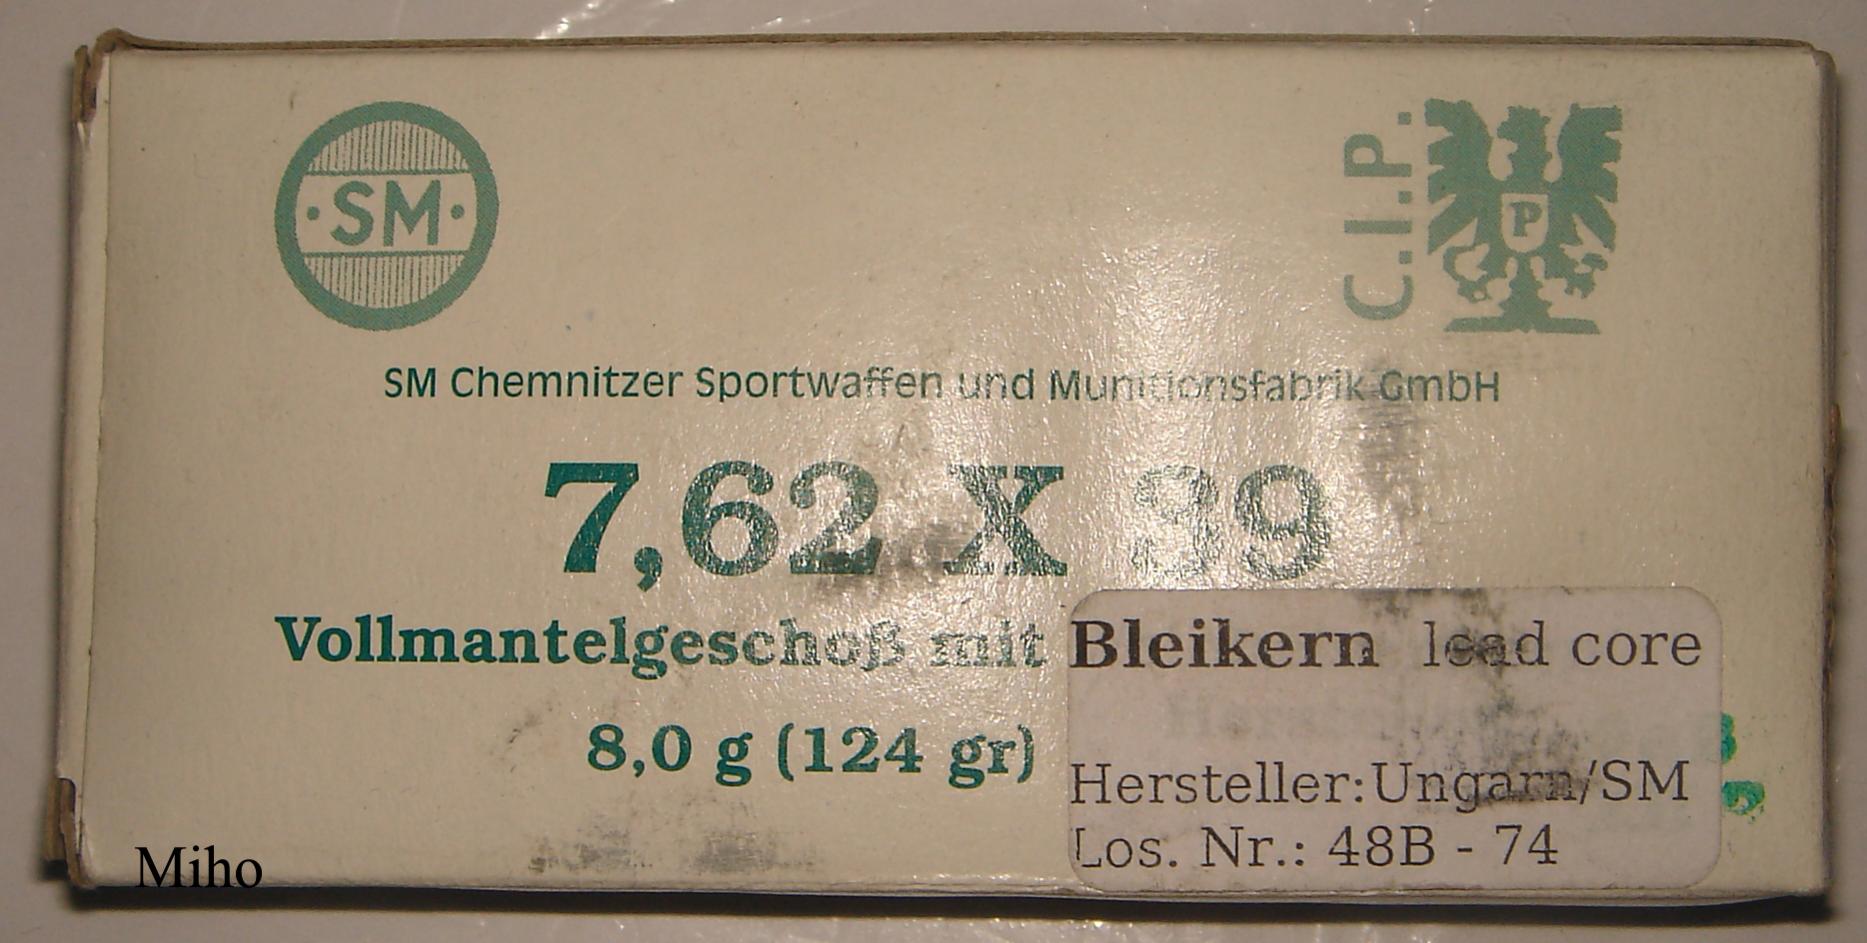 ·SM·
C.I.P.
P
SM Chemnitzer Sportwaffen und Munitionsfabrik GmbH
7,62 X 39
Vollmantelgeschoß mit Bleikern lead core
8,0 g (124 gr)
Hersteller:Ungarn/SM
Los. Nr.: 48B - 74
Miho